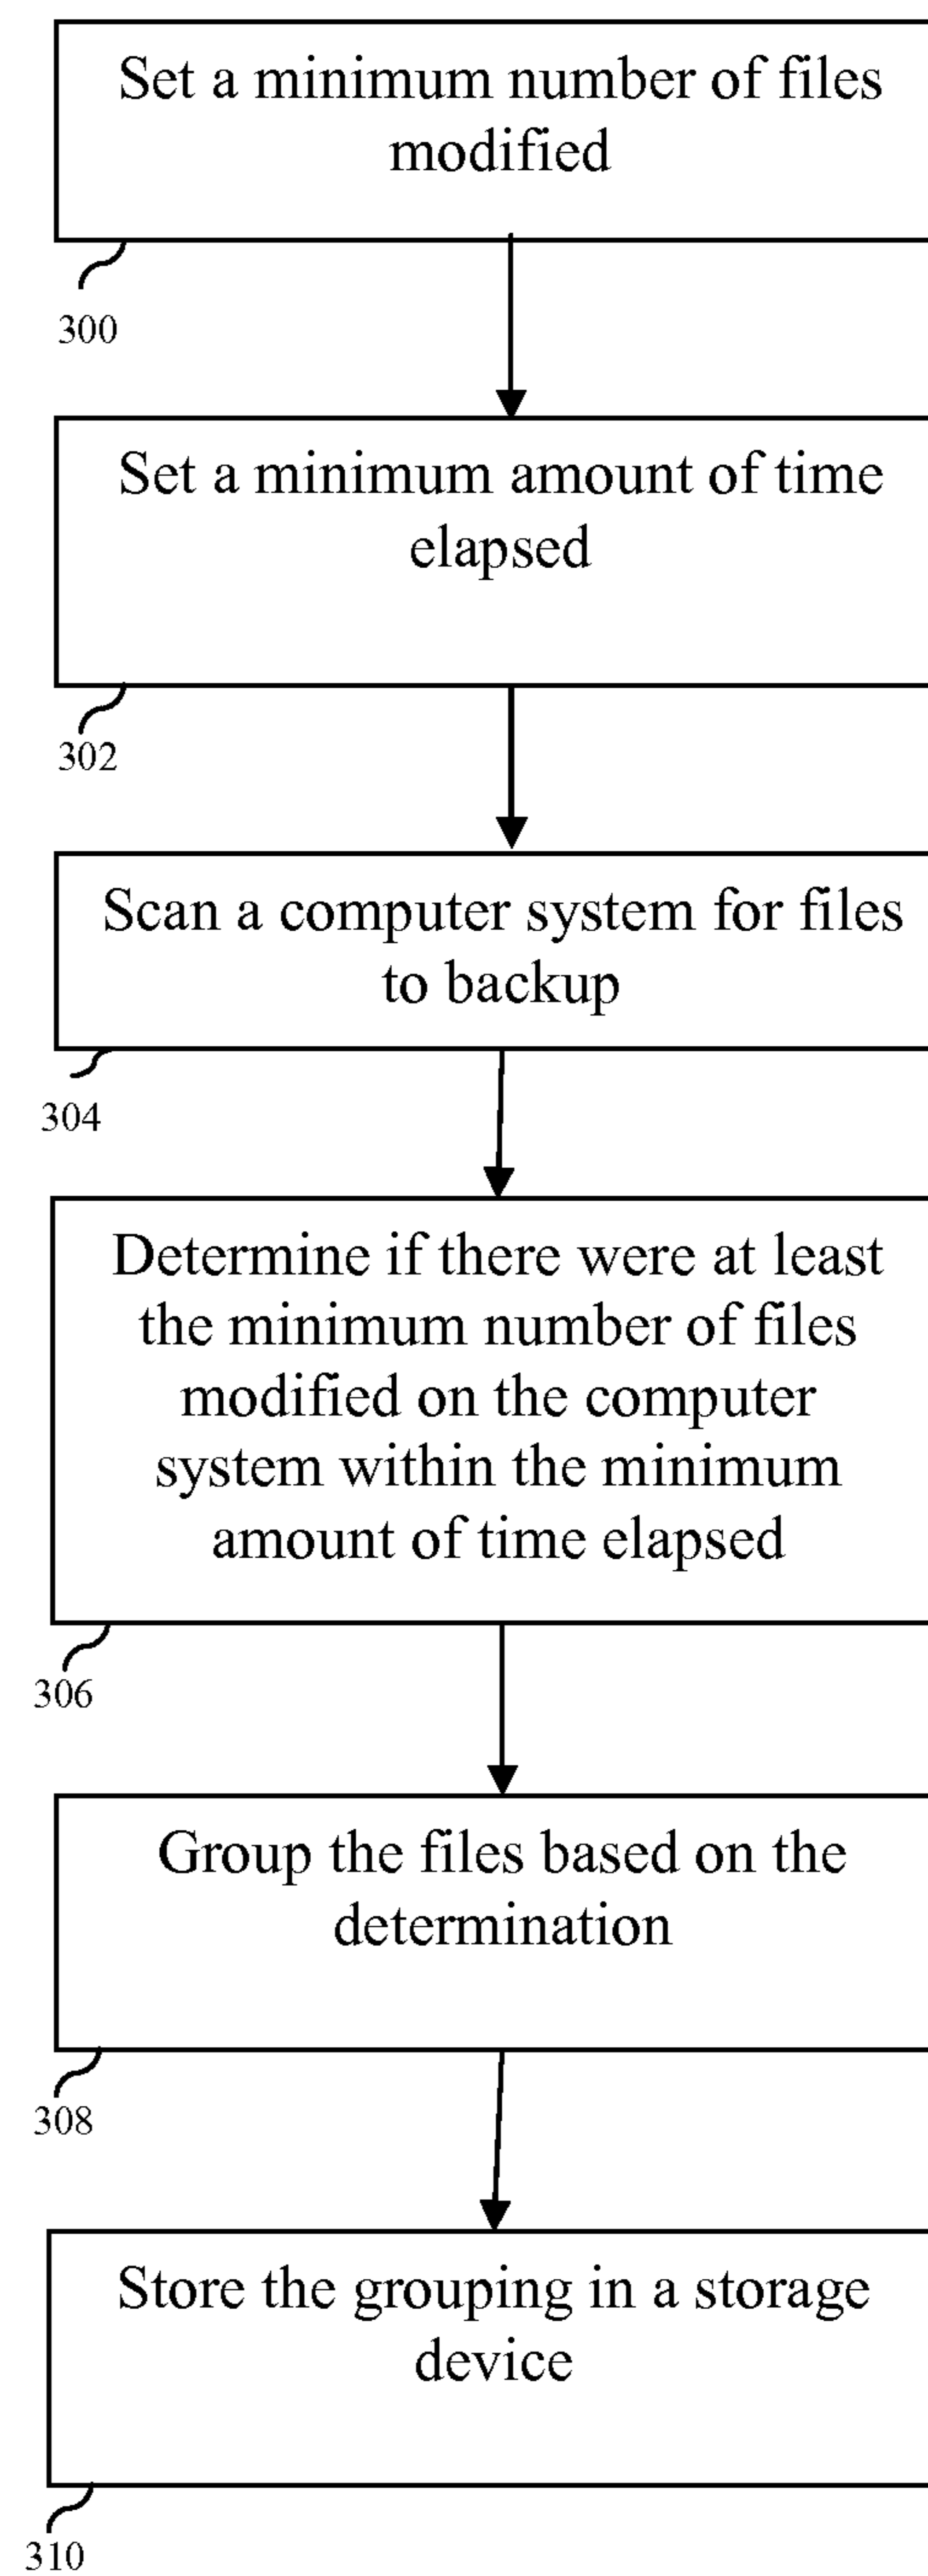 Set a minimum number of files
modified
300
Set a minimum amount of time
elapsed
302
Scan a computer system for files
to backup
304
Determine if there were at least
the minimum number of files
modified on the computer
system within the minimum
amount of time elapsed
306
Group the files based on the
determination
308
Store the grouping in a storage
device
310